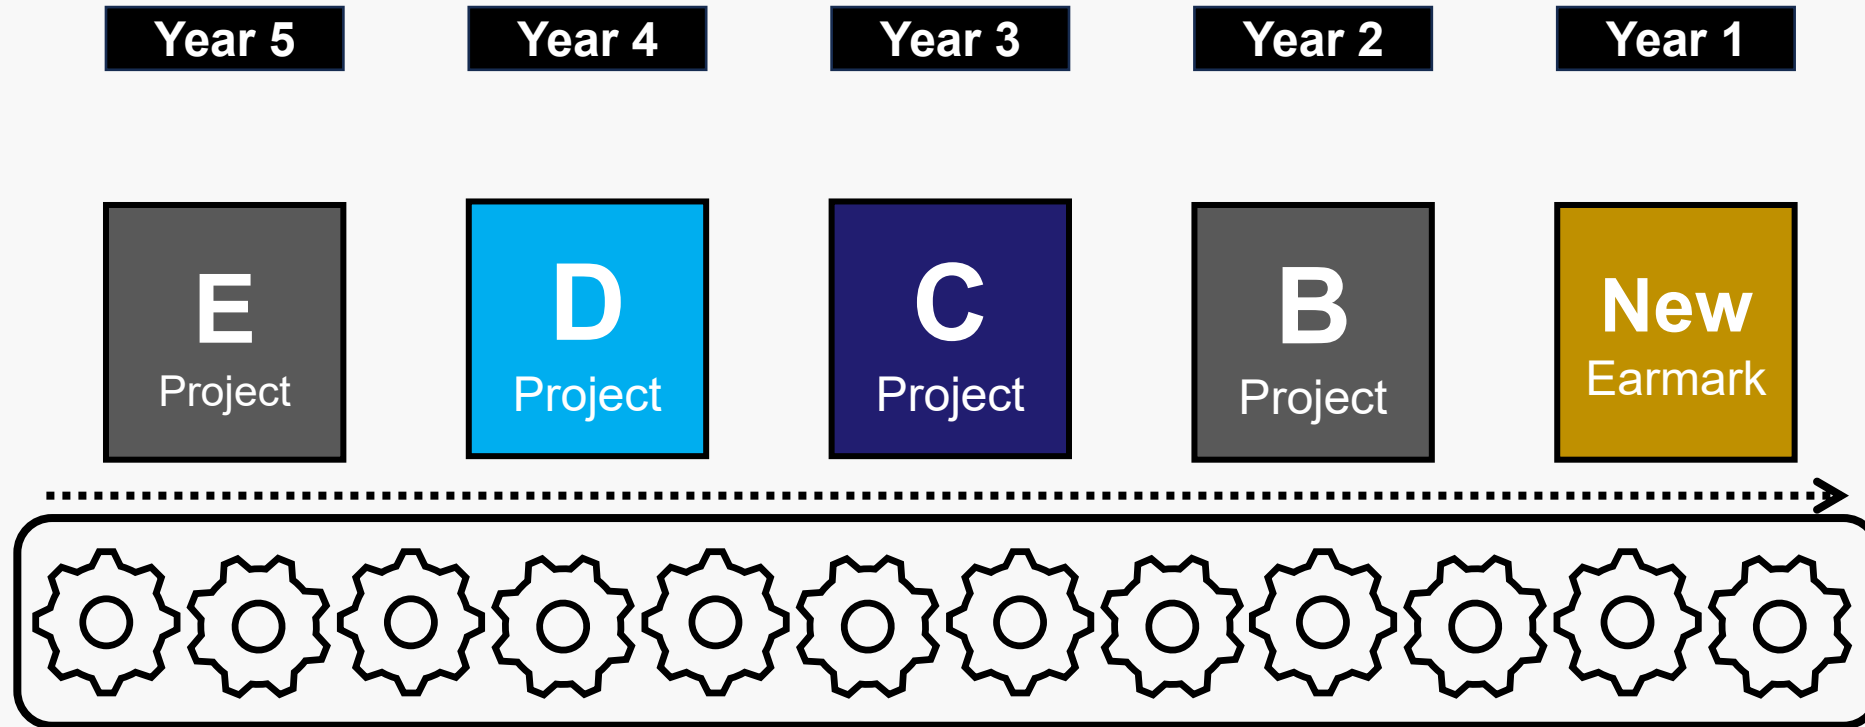 Year 5
Year 4
Year 3
Year 2
Year 1
E
Project
D
Project
C
Project
B
Project
New
Earmark